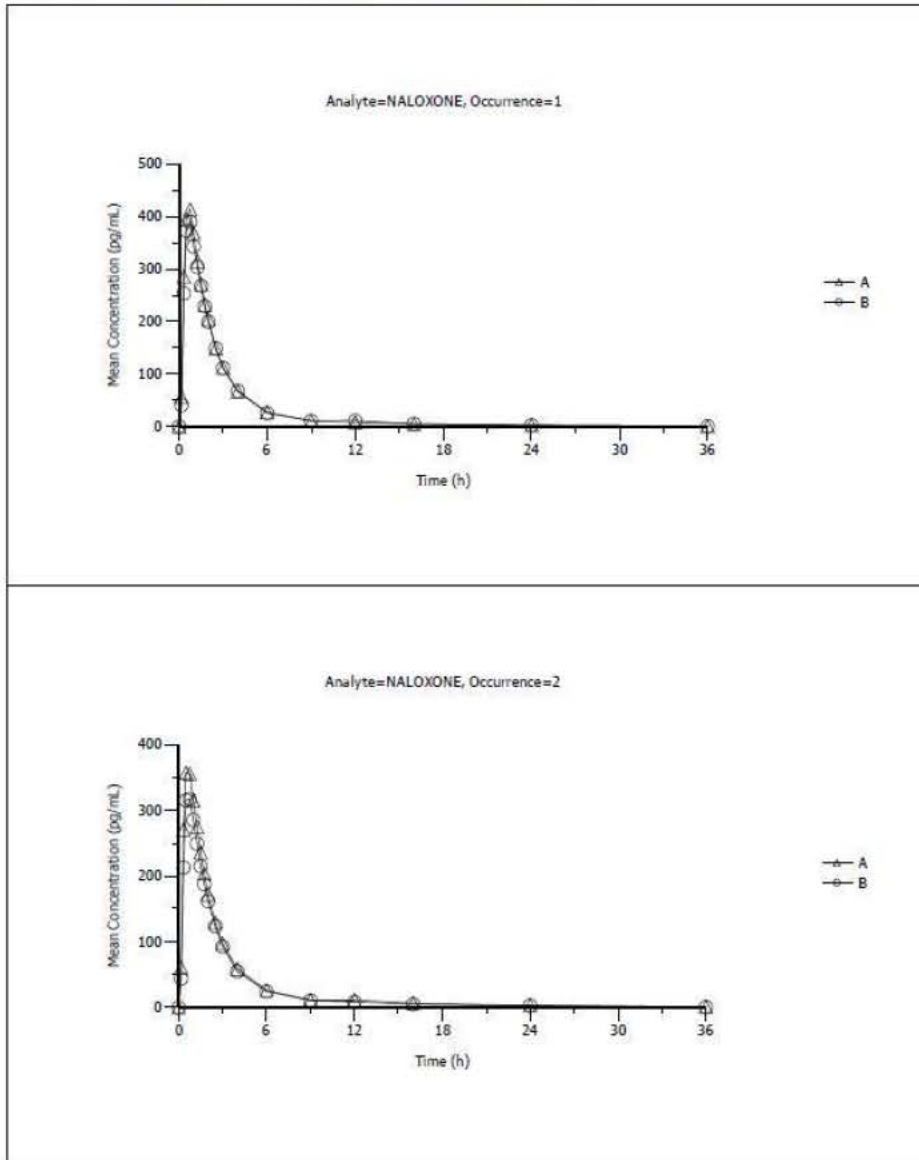 Analyte=NALOXONE, Occurrence=1
Mean Concentration (pg/mL)
500
400
300
200
100
0
0 6 12 18 24 30 36
Time (h)
A
B
Analyte=NALOXONE, Occurrence=2
Mean Concentration (pg/mL)
400
300
200
100
0
0 6 12 18 24 30 36
Time (h)
A
B